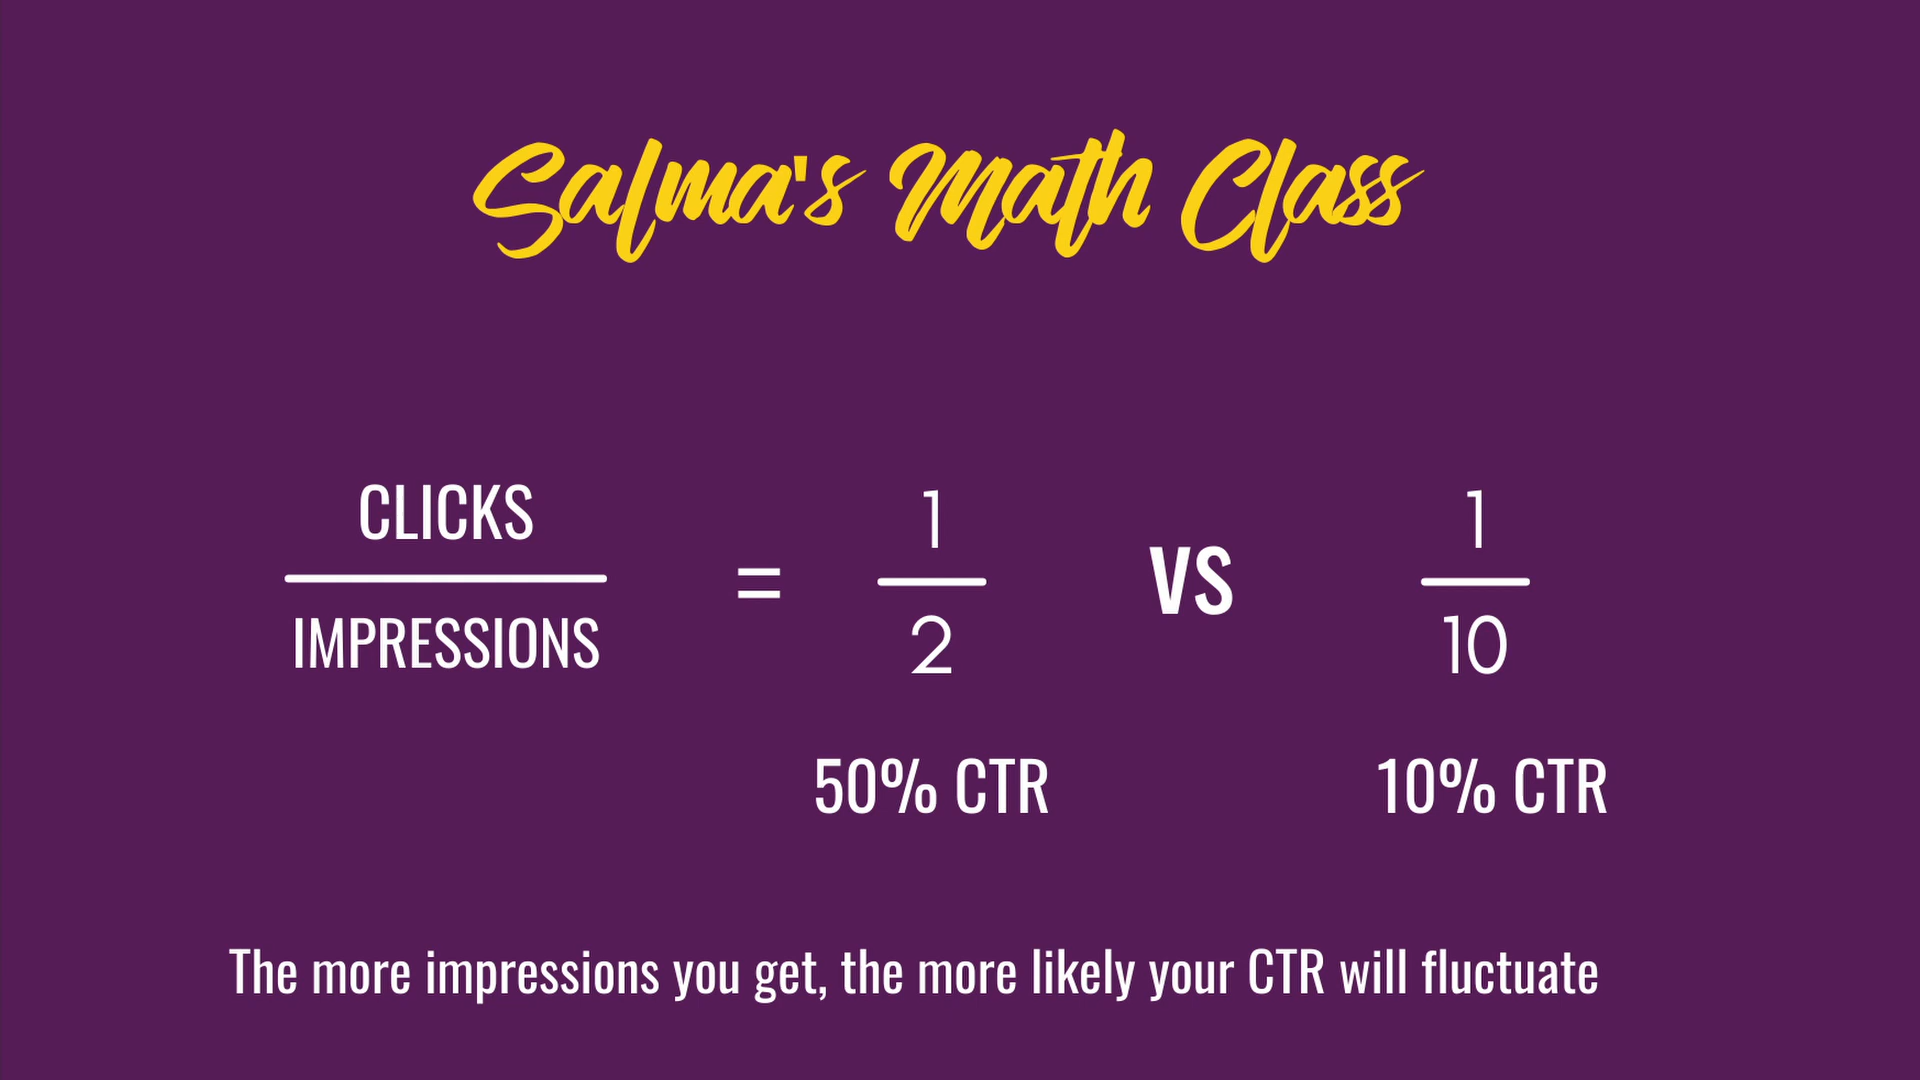 Salma's Math Class
CLICKS
IMPRESSIONS
=
1
2
VS
1
10
50% CTR
10% CTR
The more impressions you get, the more likely your CTR will fluctuate